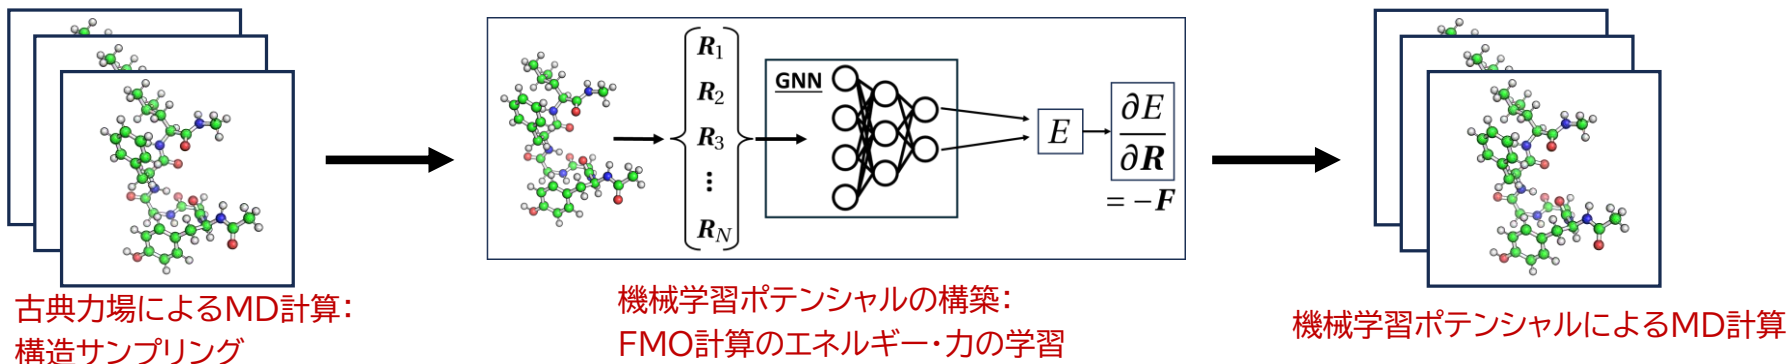 R1
R2
R3
⋮
RN
GNN
E
∂E
∂R
= −F
古典力場によるMD計算：
構造サンプリング
機械学習ポテンシャルの構築：
FMO計算のエネルギー・力の学習
機械学習ポテンシャルによるMD計算